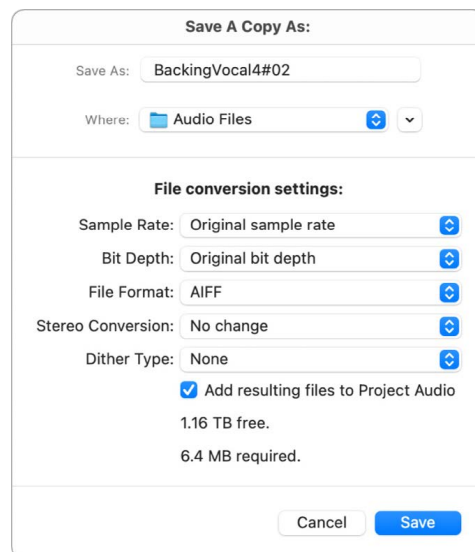 Save A Copy As:
Save As: BackingVocal4#02
Where: Audio Files
File conversion settings:
Sample Rate: Original sample rate
Bit Depth: Original bit depth
File Format: AIFF
Stereo Conversion: No change
Dither Type: None
Add resulting files to Project Audio
1.16 TB free.
6.4 MB required.
Cancel Save